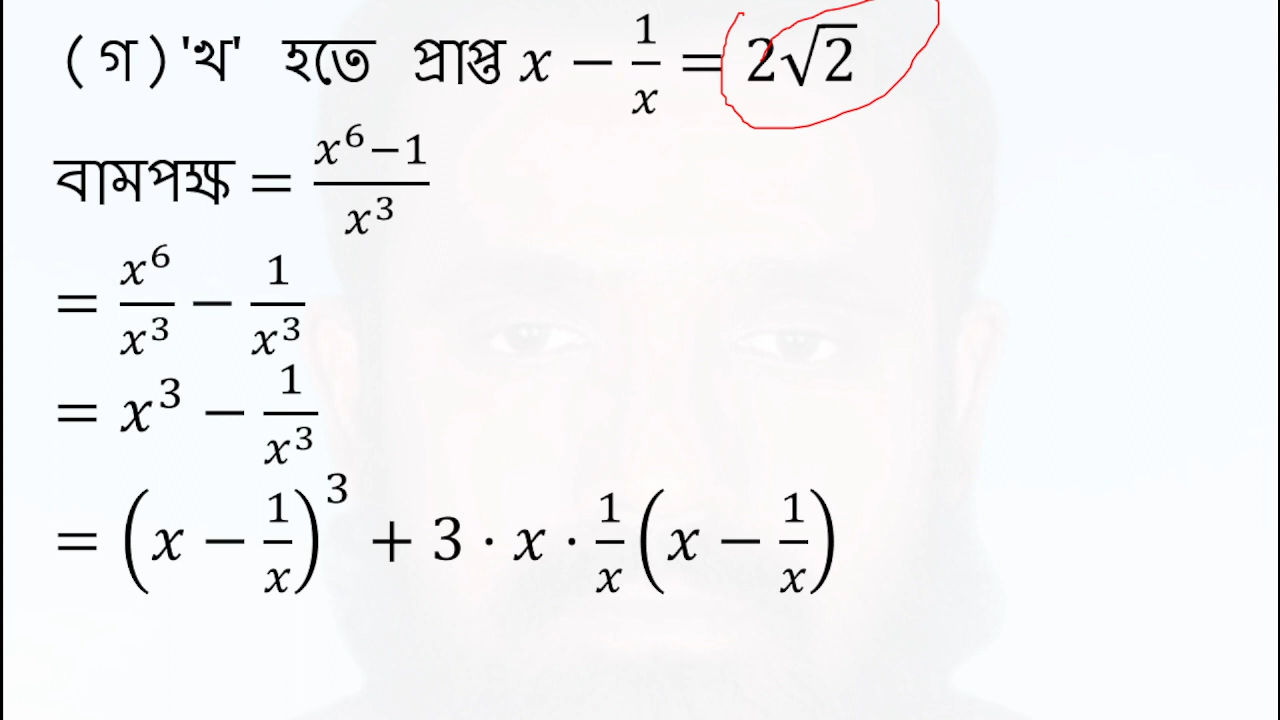 ( গ ) 'খ' হতে প্রাপ্ত x − 1/x = 2√2
বামপক্ষ = (x⁶−1)/x³
= x⁶/x³ − 1/x³
= x³ − 1/x³
= (x − 1/x)³ + 3 · x · 1/x (x − 1/x)